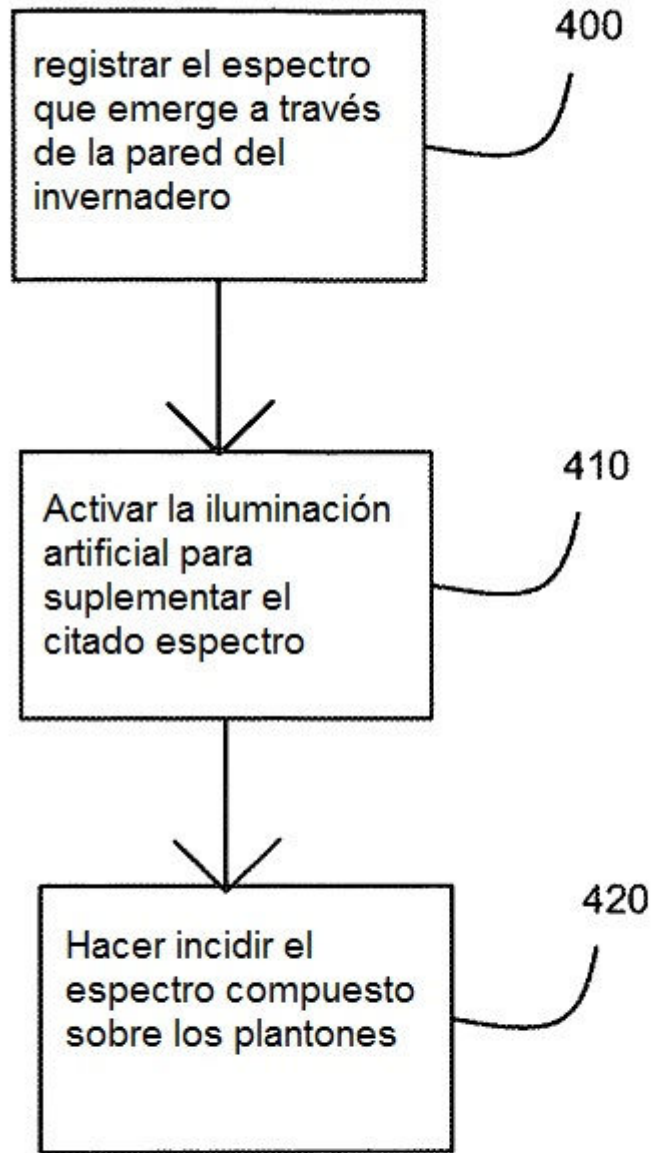 400
registrar el espectro
que emerge a través
de la pared del
invernadero
410
Activar la iluminación
artificial para
suplementar el
citado espectro
420
Hacer incidir el
espectro compuesto
sobre los plantones